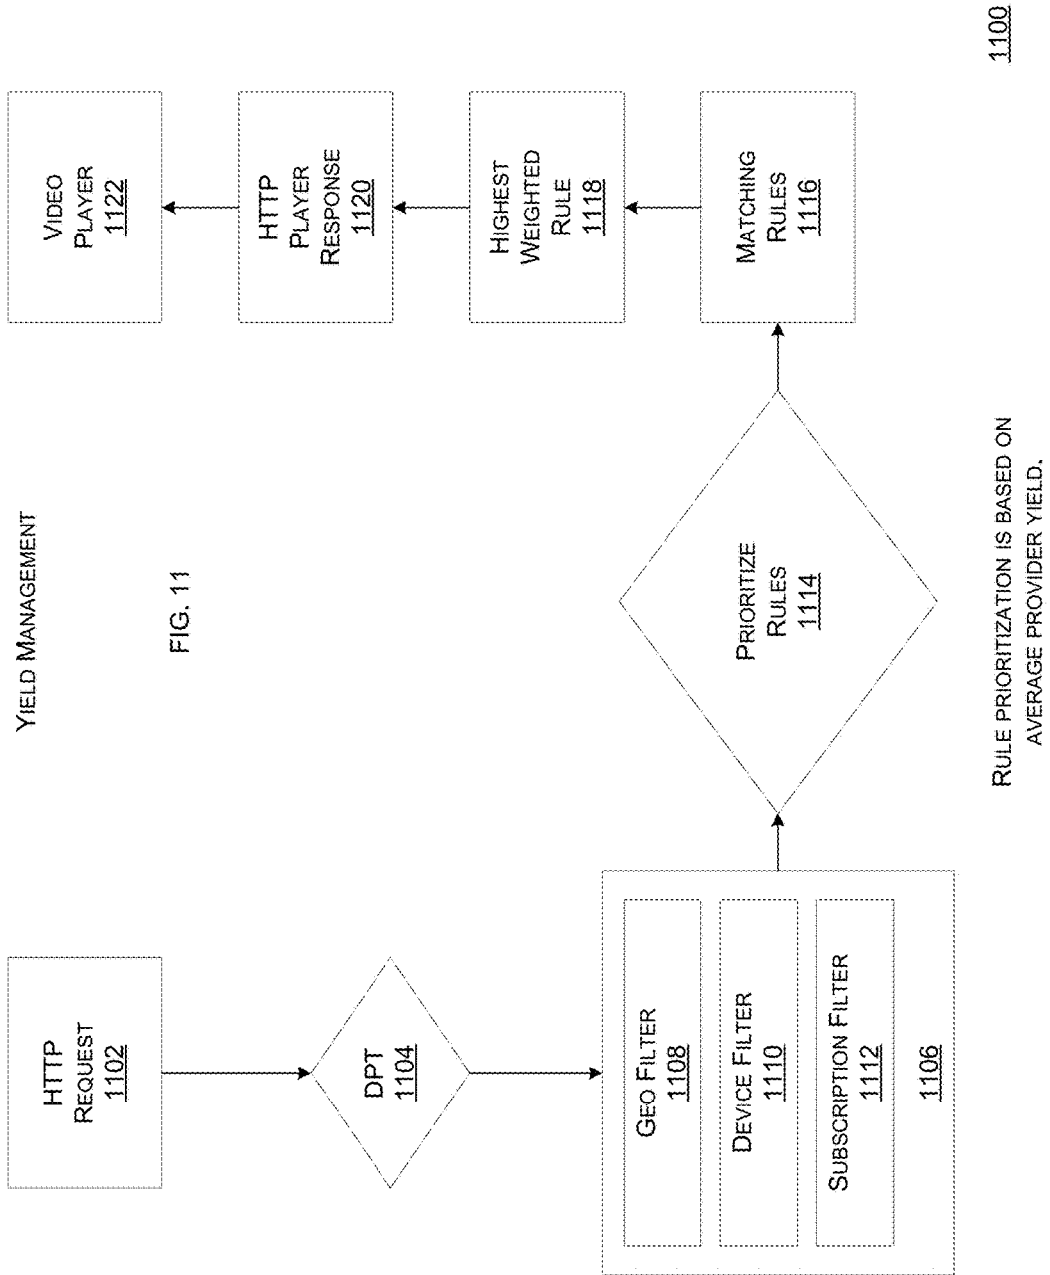 YIELD MANAGEMENT
FIG. 11
HTTP
REQUEST
1102
DPT
1104
GEO FILTER
1108
DEVICE FILTER
1110
SUBSCRIPTION FILTER
1112
1106
PRIORITIZE
RULES
1114
MATCHING
RULES
1116
HIGHEST
WEIGHTED
RULE
1118
HTTP
PLAYER
RESPONSE
1120
VIDEO
PLAYER
1122
RULE PRIORITIZATION IS BASED ON
AVERAGE PROVIDER YIELD.
1100